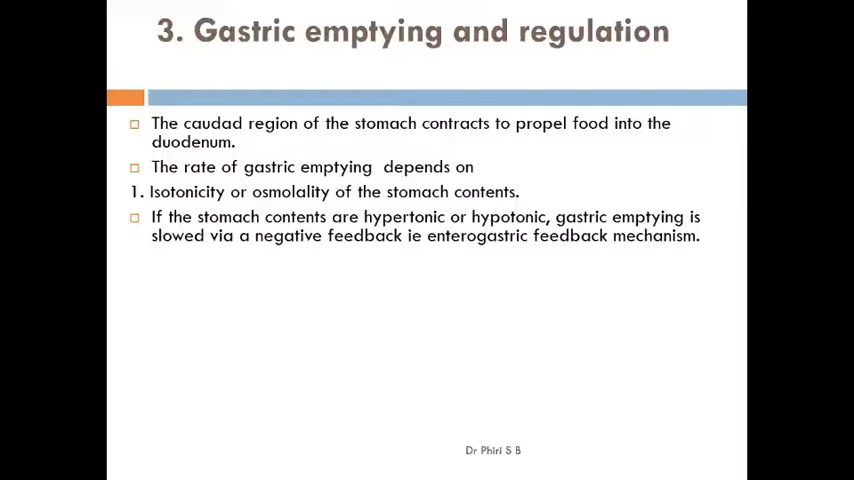 3. Gastric emptying and regulation
The caudad region of the stomach contracts to propel food into the
duodenum.
The rate of gastric emptying  depends on
1. Isotonicity or osmolality of the stomach contents.
If the stomach contents are hypertonic or hypotonic, gastric emptying is
slowed via a negative feedback ie enterogastric feedback mechanism.
Dr Phiri S B